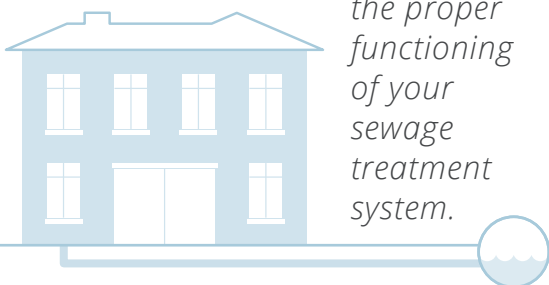 the proper
functioning
of your
sewage
treatment
system.